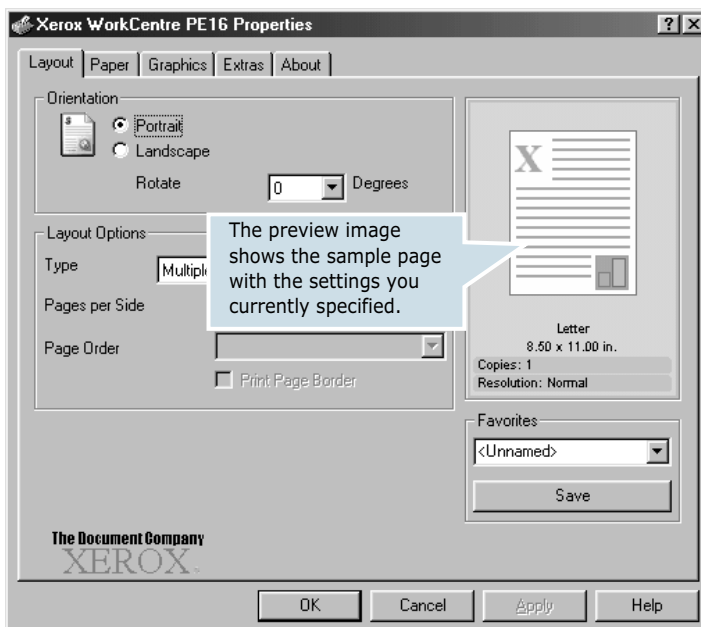 Xerox WorkCentre PE16 Properties
Layout Paper Graphics Extras About
Orientation
Portrait
Landscape
Rotate 0 Degrees
Layout Options
Type
Pages per Side
Page Order
Print Page Border
The preview image
shows the sample page
with the settings you
currently specified.
X
Letter
8.50 x 11.00 in.
Copies: 1
Resolution: Normal
Favorites
<Unnamed>
Save
The Document Company
XEROX
OK Cancel Apply Help